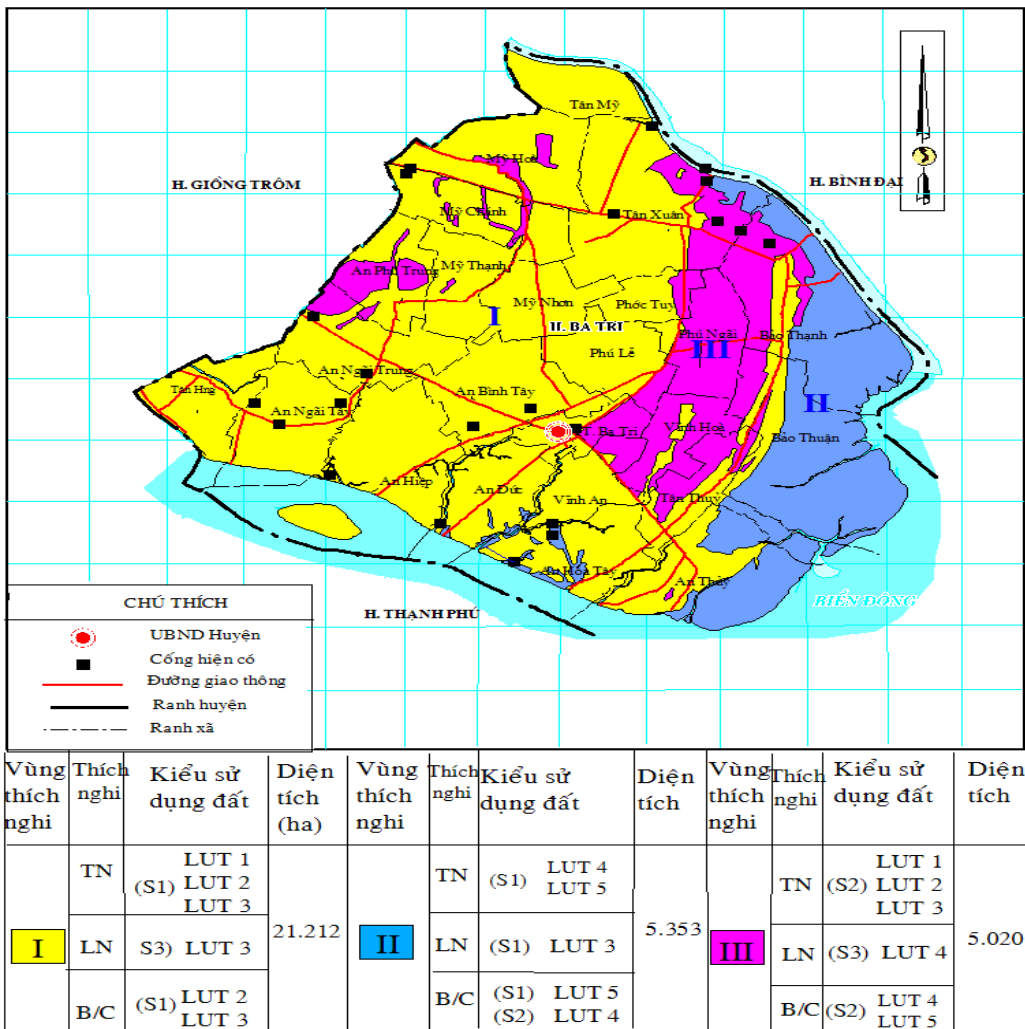 Tân Mỹ
Mỹ Hoà
H. GIỒNG TRÔM
H. BÌNH ĐẠI
Mỹ Chánh
Tân Xuân
An Phú Trung
Mỹ Thạnh
Mỹ Nhơn
Phóc Tuy
I
H. BA TRI
Phú Ngãi
Bảo Thạnh
III
Phú Lễ
An Ngãi Trung
Tân Hng
An Bình Tây
II
An Ngãi Tây
T. Ba Tri
Vĩnh Hoà
Bảo Thuận
An Hiệp
An Đức
Vĩnh An
Tân Thuỷ
An Hoà Tây
An Thủy
BIỂN ĐÔNG
H. THẠNH PHÚ
CHÚ THÍCH
UBND Huyện
Cống hiện có
Đường giao thông
Ranh huyện
Ranh xã
Vùng thích nghi
Thích nghi
Kiểu sử dụng đất
Diện tích (ha)
Vùng thích nghi
Thích nghi
Kiểu sử dụng đất
Diện tích
Vùng thích nghi
Thích nghi
Kiểu sử dụng đất
Diện tích
I
TN
(S1) LUT 1
LUT 2
LUT 3
LN
S3) LUT 3
B/C
(S1) LUT 2
LUT 3
21.212
II
TN
(S1) LUT 4
LUT 5
LN
(S1) LUT 3
B/C
(S1) LUT 5
(S2) LUT 4
5.353
III
TN
(S2) LUT 1
LUT 2
LUT 3
LN
(S3) LUT 4
B/C
(S2) LUT 4
LUT 5
5.020